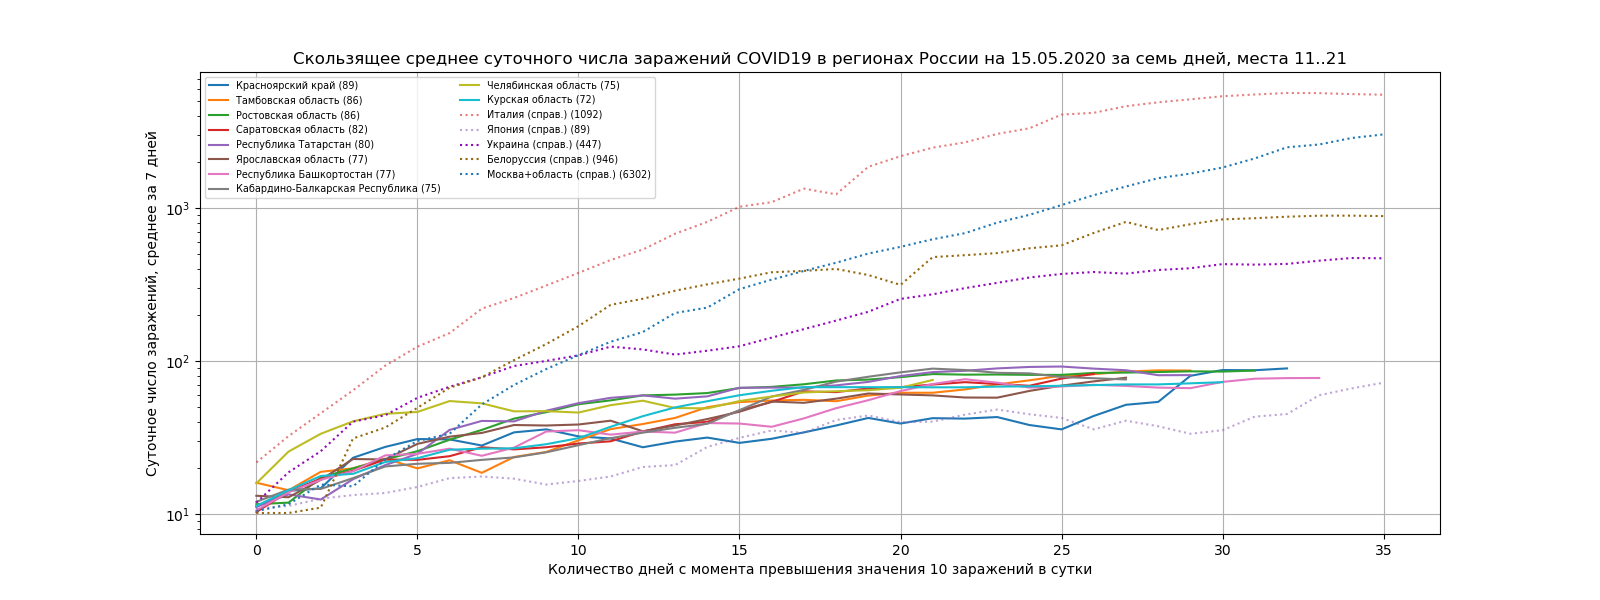 Скользящее среднее суточного числа заражений COVID19 в регионах России на 15.05.2020 за семь дней, места 11..21
Суточное число заражений, среднее за 7 дней
Красноярский край (89)
Тамбовская область (86)
Ростовская область (86)
Саратовская область (82)
Республика Татарстан (80)
Ярославская область (77)
Республика Башкортостан (77)
Кабардино-Балкарская Республика (75)
Челябинская область (75)
Курская область (72)
Италия (справ.) (1092)
Япония (справ.) (89)
Украина (справ.) (447)
Белоруссия (справ.) (946)
Москва+область (справ.) (6302)
10³
10²
10¹
0 5 10 15 20 25 30 35
Количество дней с момента превышения значения 10 заражений в сутки